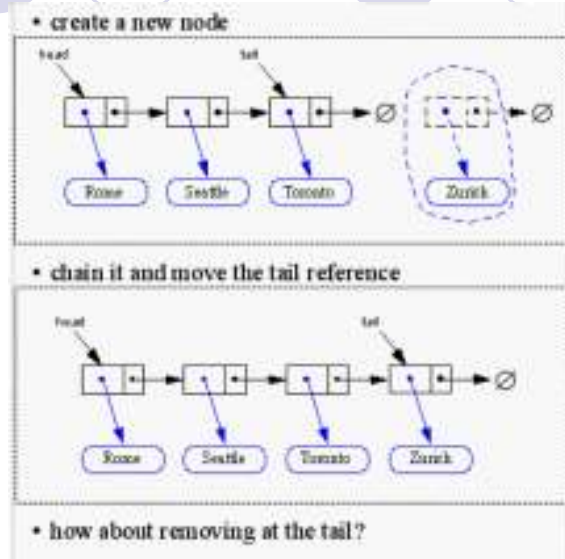 • create a new node
head tail
∅ ∅
Rome Seattle Toronto Zurich
• chain it and move the tail reference
head tail
∅
Rome Seattle Toronto Zurich
• how about removing at the tail?